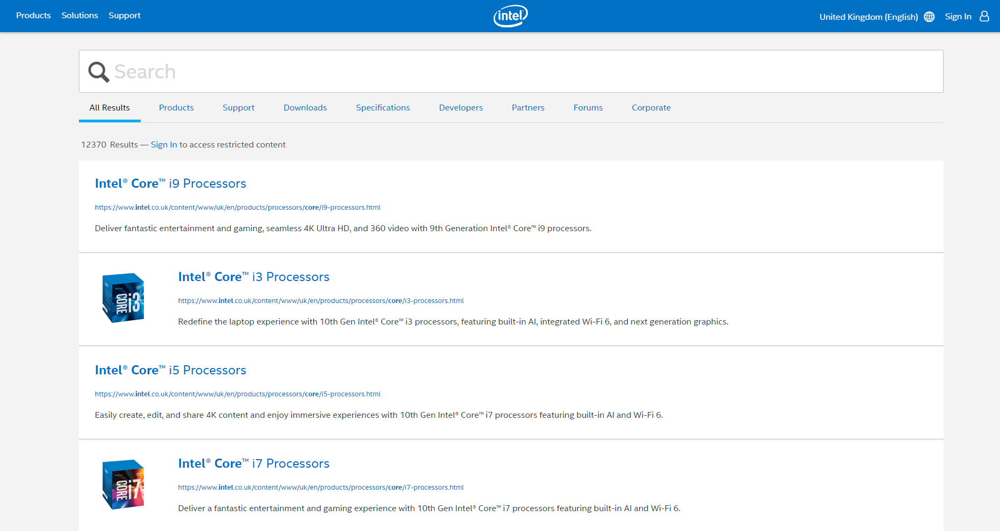 Products Solutions Support
intel
United Kingdom (English) Sign In
Search
All Results Products Support Downloads Specifications Developers Partners Forums Corporate
12370 Results — Sign In to access restricted content
Intel® Core™ i9 Processors
https://www.intel.co.uk/content/www/uk/en/products/processors/core/i9-processors.html
Deliver fantastic entertainment and gaming, seamless 4K Ultra HD, and 360 video with 9th Generation Intel® Core™ i9 processors.
CORE i3
Intel® Core™ i3 Processors
https://www.intel.co.uk/content/www/uk/en/products/processors/core/i3-processors.html
Redefine the laptop experience with 10th Gen Intel® Core™ i3 processors, featuring built-in AI, integrated Wi-Fi 6, and next generation graphics.
Intel® Core™ i5 Processors
https://www.intel.co.uk/content/www/uk/en/products/processors/core/i5-processors.html
Easily create, edit, and share 4K content and enjoy immersive experiences with 10th Gen Intel® Core™ i7 processors featuring built-in AI and Wi-Fi 6.
CORE i7
Intel® Core™ i7 Processors
https://www.intel.co.uk/content/www/uk/en/products/processors/core/i7-processors.html
Deliver a fantastic entertainment and gaming experience with 10th Gen Intel® Core™ i7 processors featuring built-in AI and Wi-Fi 6.